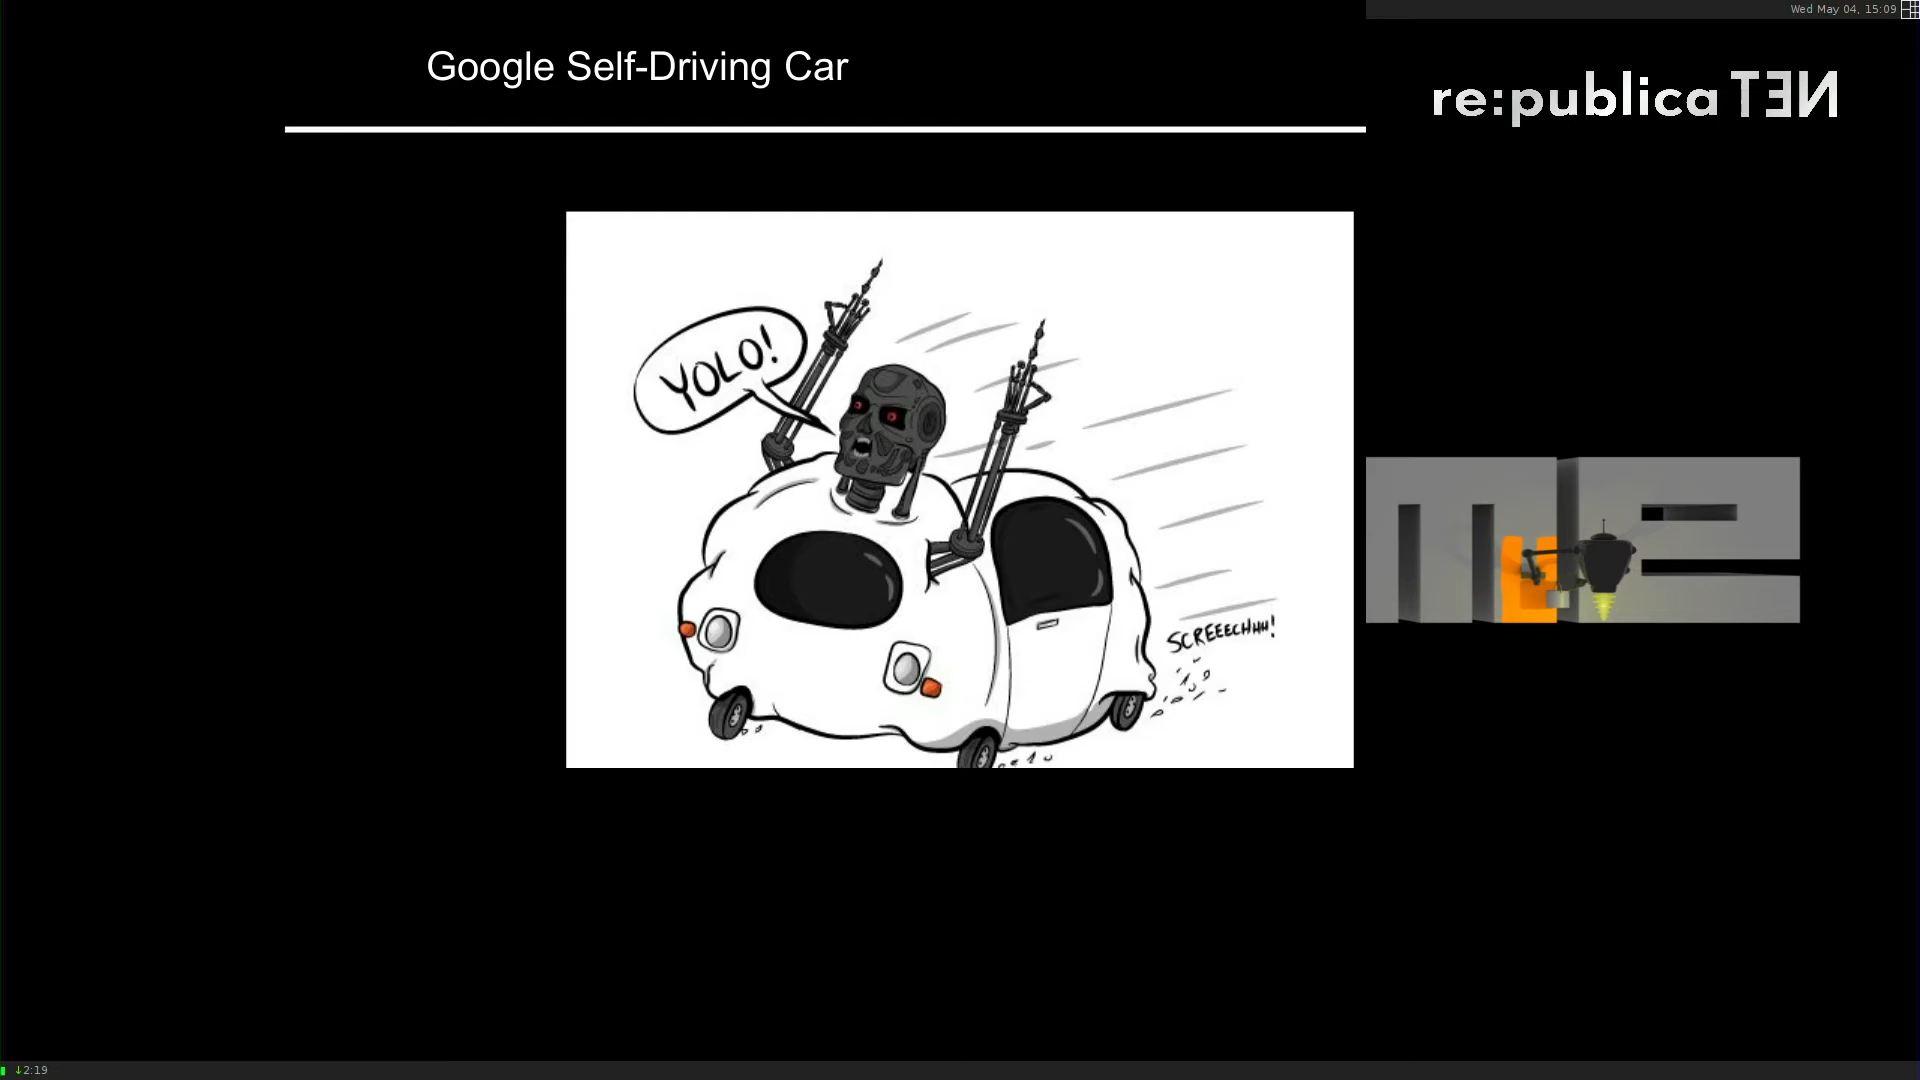 Wed May 04, 15:09
Google Self-Driving Car
re:publica TEN
YOLO!
SCREEECHHH!
↓2:19